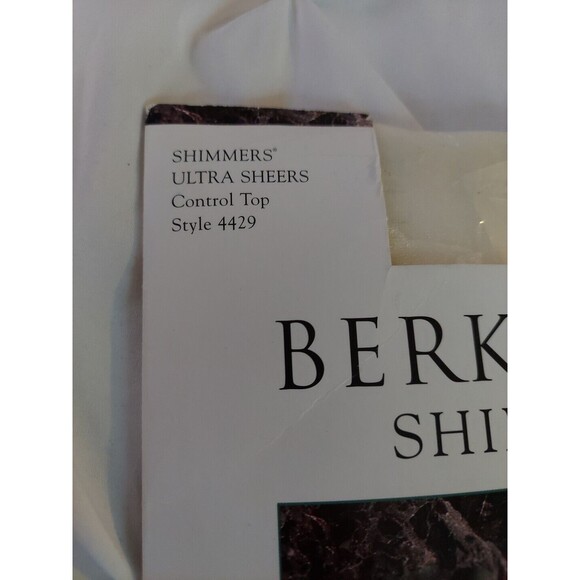 SHIMMERS®
ULTRA SHEERS
Control Top
Style 4429
BERK
SHI